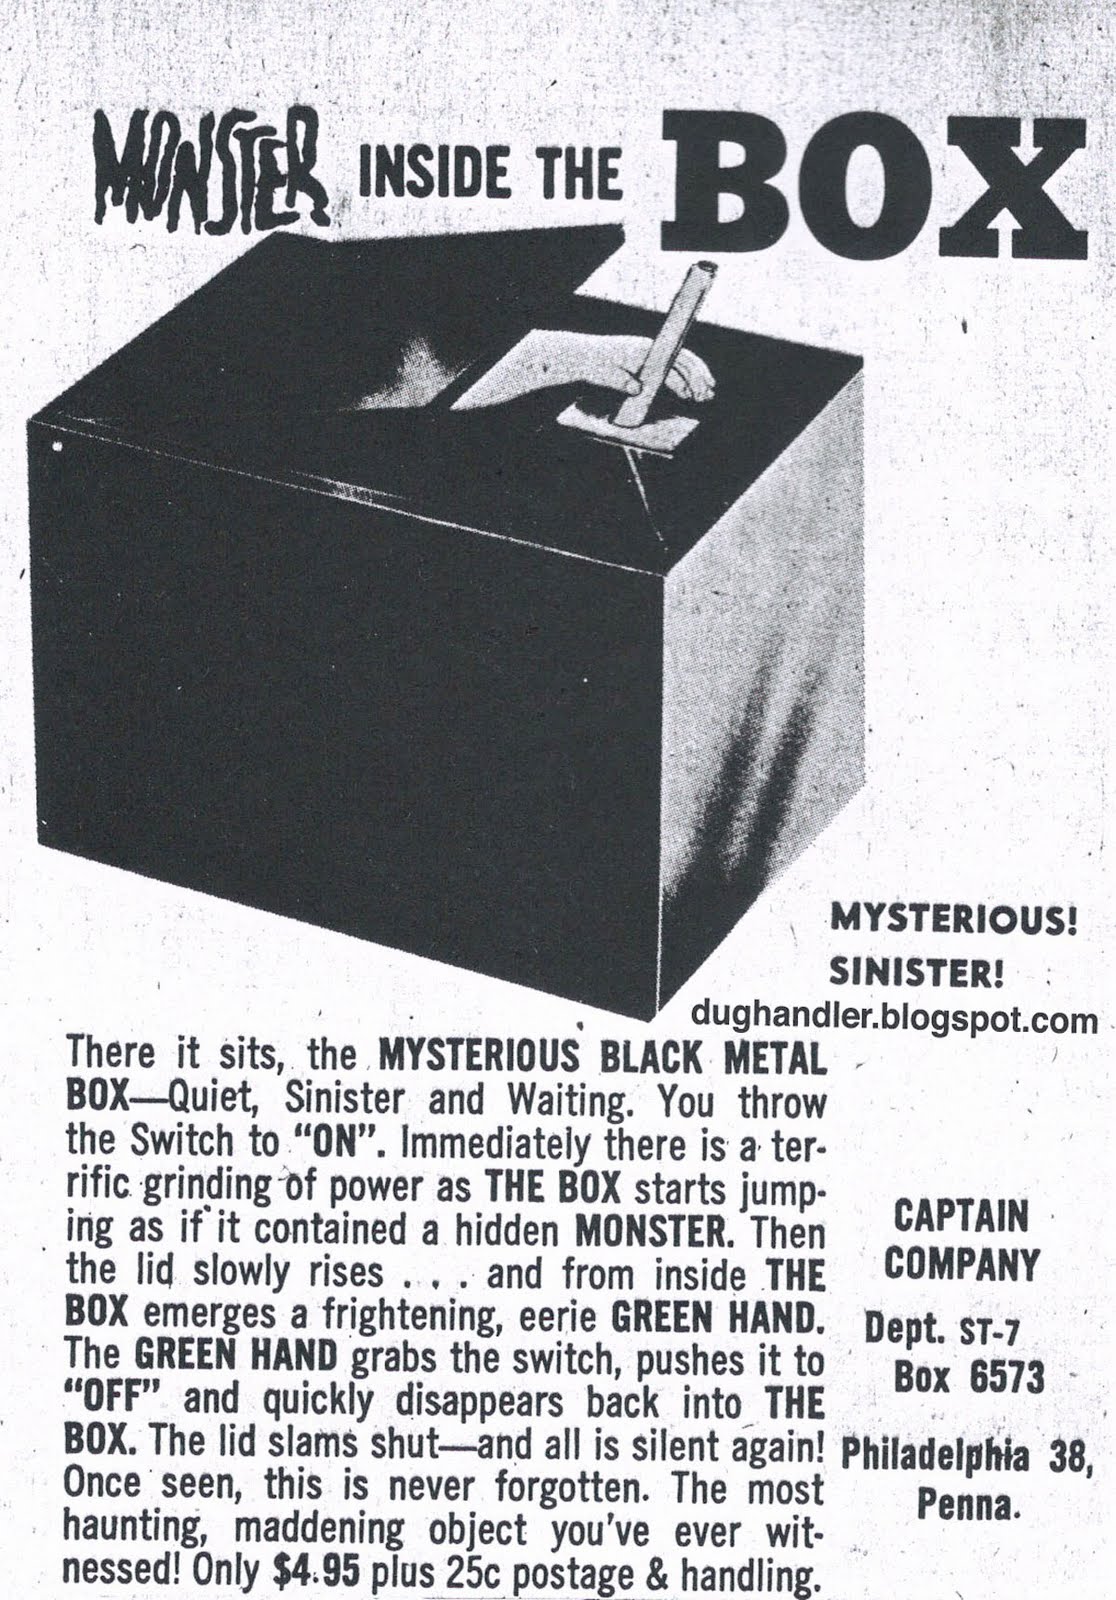 MONSTER INSIDE THE BOX
MYSTERIOUS!
SINISTER!
dughandler.blogspot.com
There it sits, the MYSTERIOUS BLACK METAL
BOX—Quiet, Sinister and Waiting. You throw
the Switch to “ON”. Immediately there is a ter-
rific grinding of power as THE BOX starts jump-
ing as if it contained a hidden MONSTER. Then
the lid slowly rises . . . and from inside THE
BOX emerges a frightening, eerie GREEN HAND.
The GREEN HAND grabs the switch, pushes it to
“OFF” and quickly disappears back into THE
BOX. The lid slams shut—and all is silent again!
Once seen, this is never forgotten. The most
haunting, maddening object you've ever wit-
nessed! Only $4.95 plus 25c postage & handling.
CAPTAIN
COMPANY
Dept. ST-7
Box 6573
Philadelphia 38,
Penna.